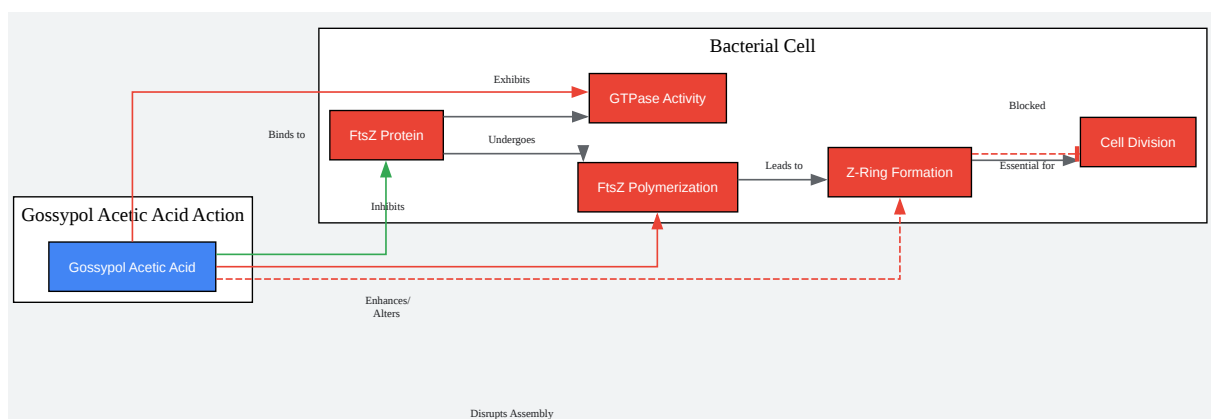 Bacterial Cell
Exhibits
GTPase Activity
Blocked
Binds to
FtsZ Protein
Undergoes
Cell Division
Leads to
Z-Ring Formation
Essential for
FtsZ Polymerization
Inhibits
Gossypol Acetic Acid Action
Gossypol Acetic Acid
Enhances/
Alters
Disrupts Assembly